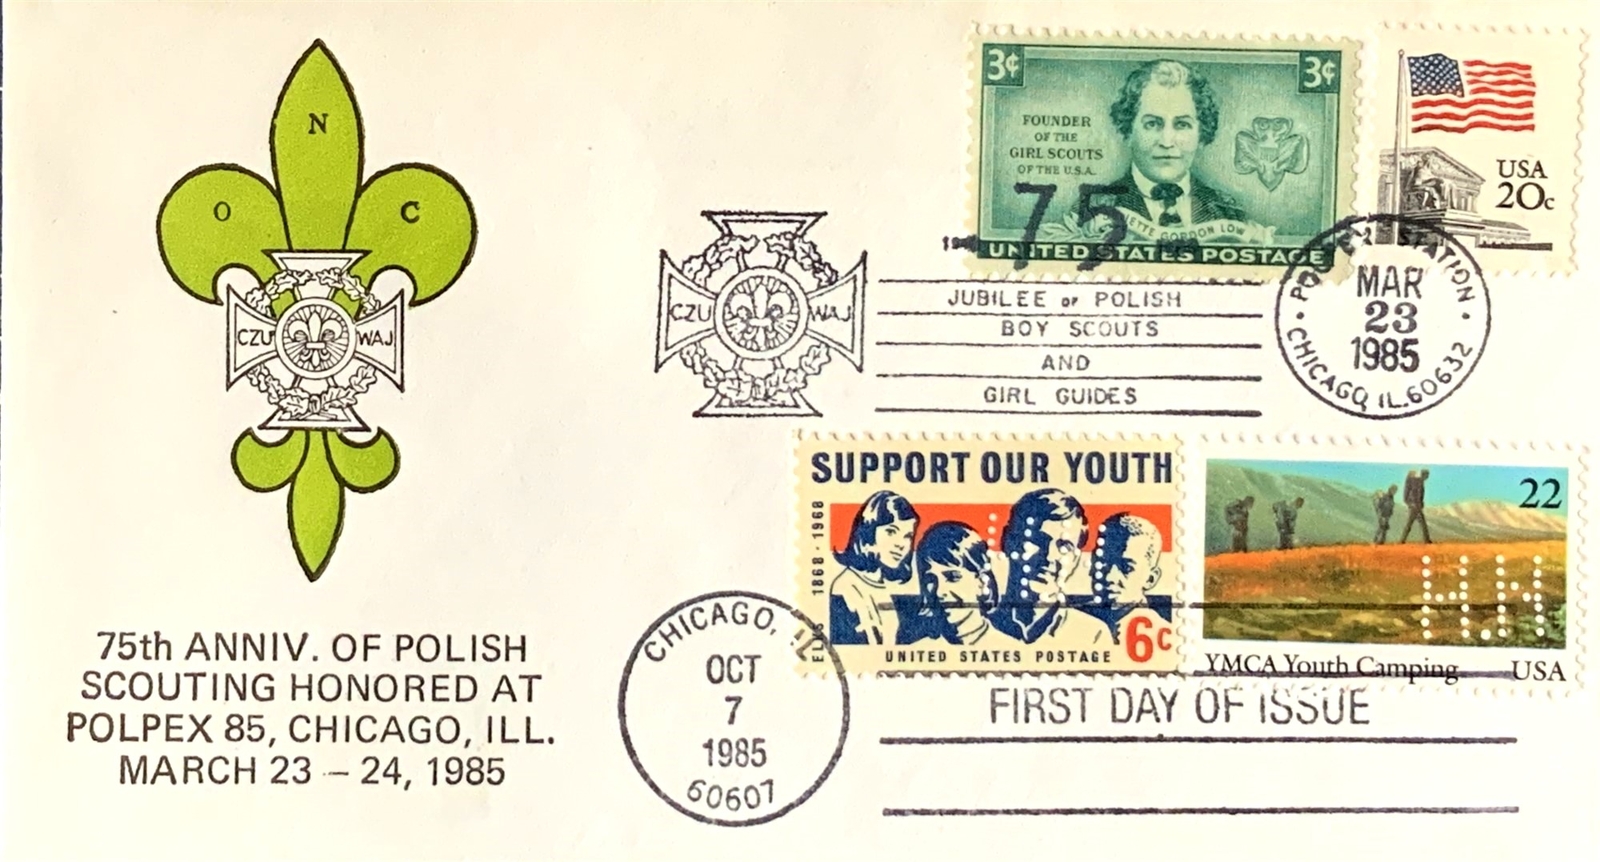 N
O C
CZU WAJ
75th ANNIV. OF POLISH
SCOUTING HONORED AT
POLPEX 85, CHICAGO, ILL.
MARCH 23 – 24, 1985
3¢ 3¢
FOUNDER
OF THE
GIRL SCOUTS
OF THE U.S.A.
GORDON LOW
UNITED STATES POSTAGE
USA
20c
CZU WAJ
75
JUBILEE OF POLISH
BOY SCOUTS
AND
GIRL GUIDES
STATION
MAR
23
1985
CHICAGO, IL. 60632
SUPPORT OUR YOUTH
1868 · 1968
6c
UNITED STATES POSTAGE
22
H.H
YMCA Youth Camping USA
CHICAGO, IL
OCT
7
1985
60607
FIRST DAY OF ISSUE